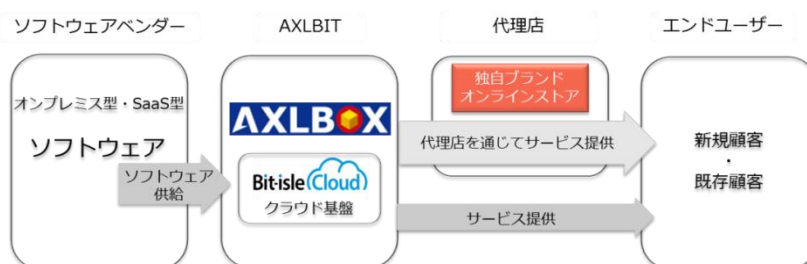 ソフトウェアベンダー
AXLBIT
代理店
エンドユーザー
オンプレミス型・SaaS型
ソフトウェア
ソフトウェア
供給
AXLBOX
Bit-isle Cloud
クラウド基盤
独自ブランド
オンラインストア
代理店を通じてサービス提供
サービス提供
新規顧客
・
既存顧客